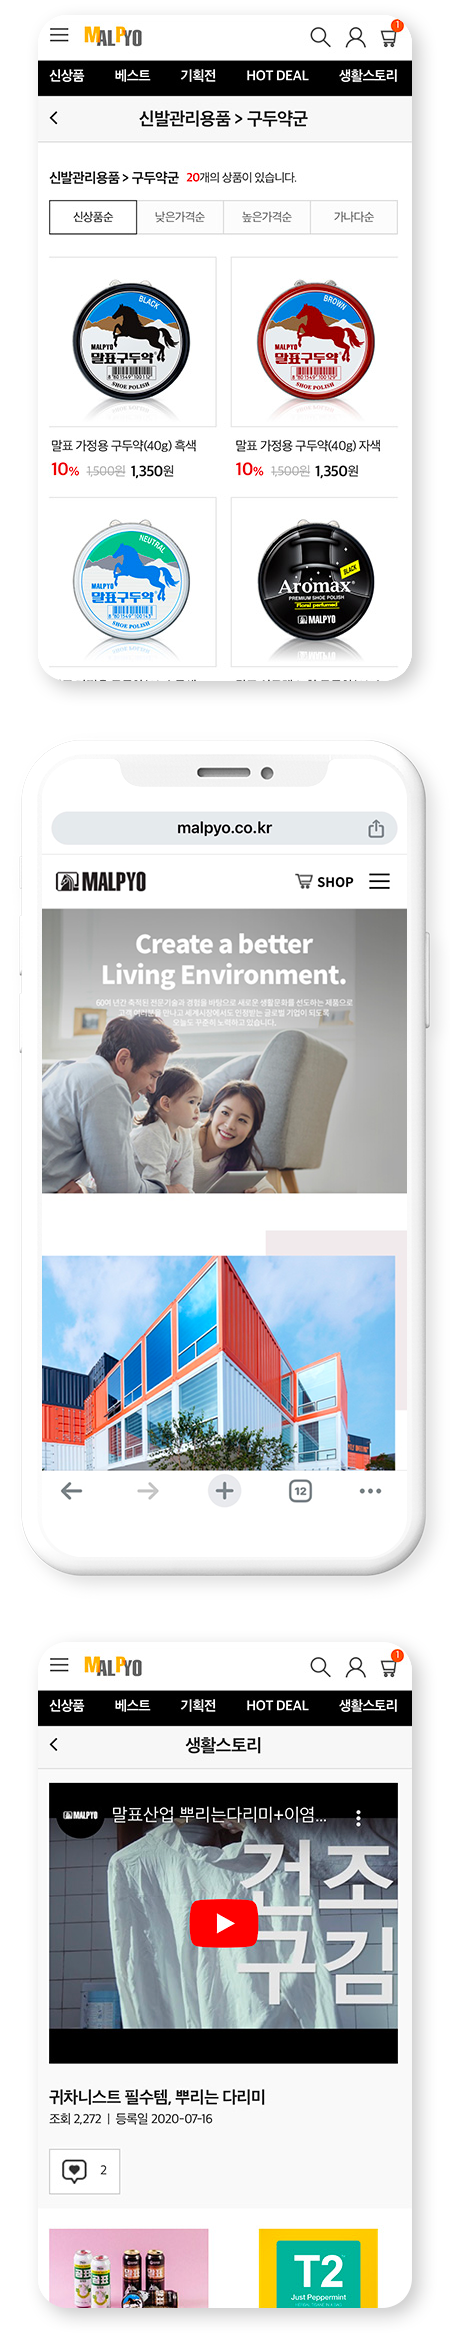 MALPYO
1
신상품 베스트 기획전 HOT DEAL 생활스토리
신발관리용품 > 구두약군
신발관리용품 > 구두약군 20개의 상품이 있습니다.
신상품순 낮은가격순 높은가격순 가나다순
BLACK
MALPYO
말표구두약
8 801549 100112
SHOE POLISH
BROWN
MALPYO
말표구두약
8 801549 100129
SHOE POLISH
말표 가정용 구두약(40g) 흑색
10% 1,500원 1,350원
말표 가정용 구두약(40g) 자색
10% 1,500원 1,350원
NEUTRAL
MALPYO
말표구두약
8 801549 100143
SHOE POLISH
BLACK
Aromax
PREMIUM SHOE POLISH
Floral perfumed
MALPYO
malpyo.co.kr
MALPYO
SHOP
Create a better
Living Environment.
60여 년간 축적된 전문기술과 경험을 바탕으로 새로운 생활문화를 선도하는 제품으로
고객 여러분을 만나고 세계시장에서도 인정받는 글로벌 기업이 되도록
오늘도 꾸준히 노력하고 있습니다.
12
MALPYO
1
신상품 베스트 기획전 HOT DEAL 생활스토리
생활스토리
MALPYO 말표산업 뿌리는다리미+이염...
건조
구김
귀차니스트 필수템, 뿌리는 다리미
조회 2,272 | 등록일 2020-07-16
2
T2
Just Peppermint